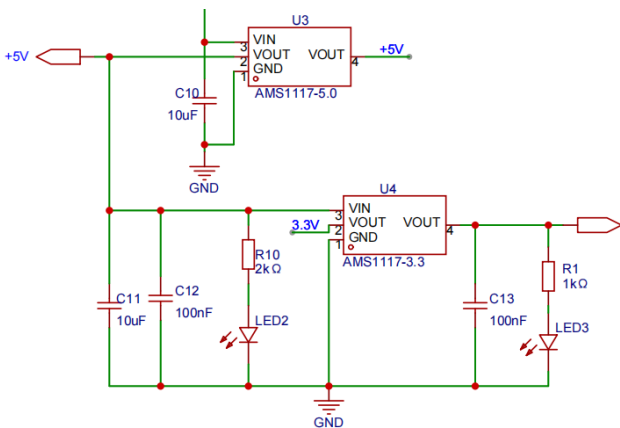 U3
+5V
VIN
VOUT
GND
VOUT
3
2
1
4
+5V
AMS1117-5.0
C10
10uF
GND
U4
3.3V
VIN
VOUT
GND
VOUT
3
2
1
4
AMS1117-3.3
R10
2kΩ
R1
1kΩ
C11
10uF
C12
100nF
LED2
C13
100nF
LED3
GND